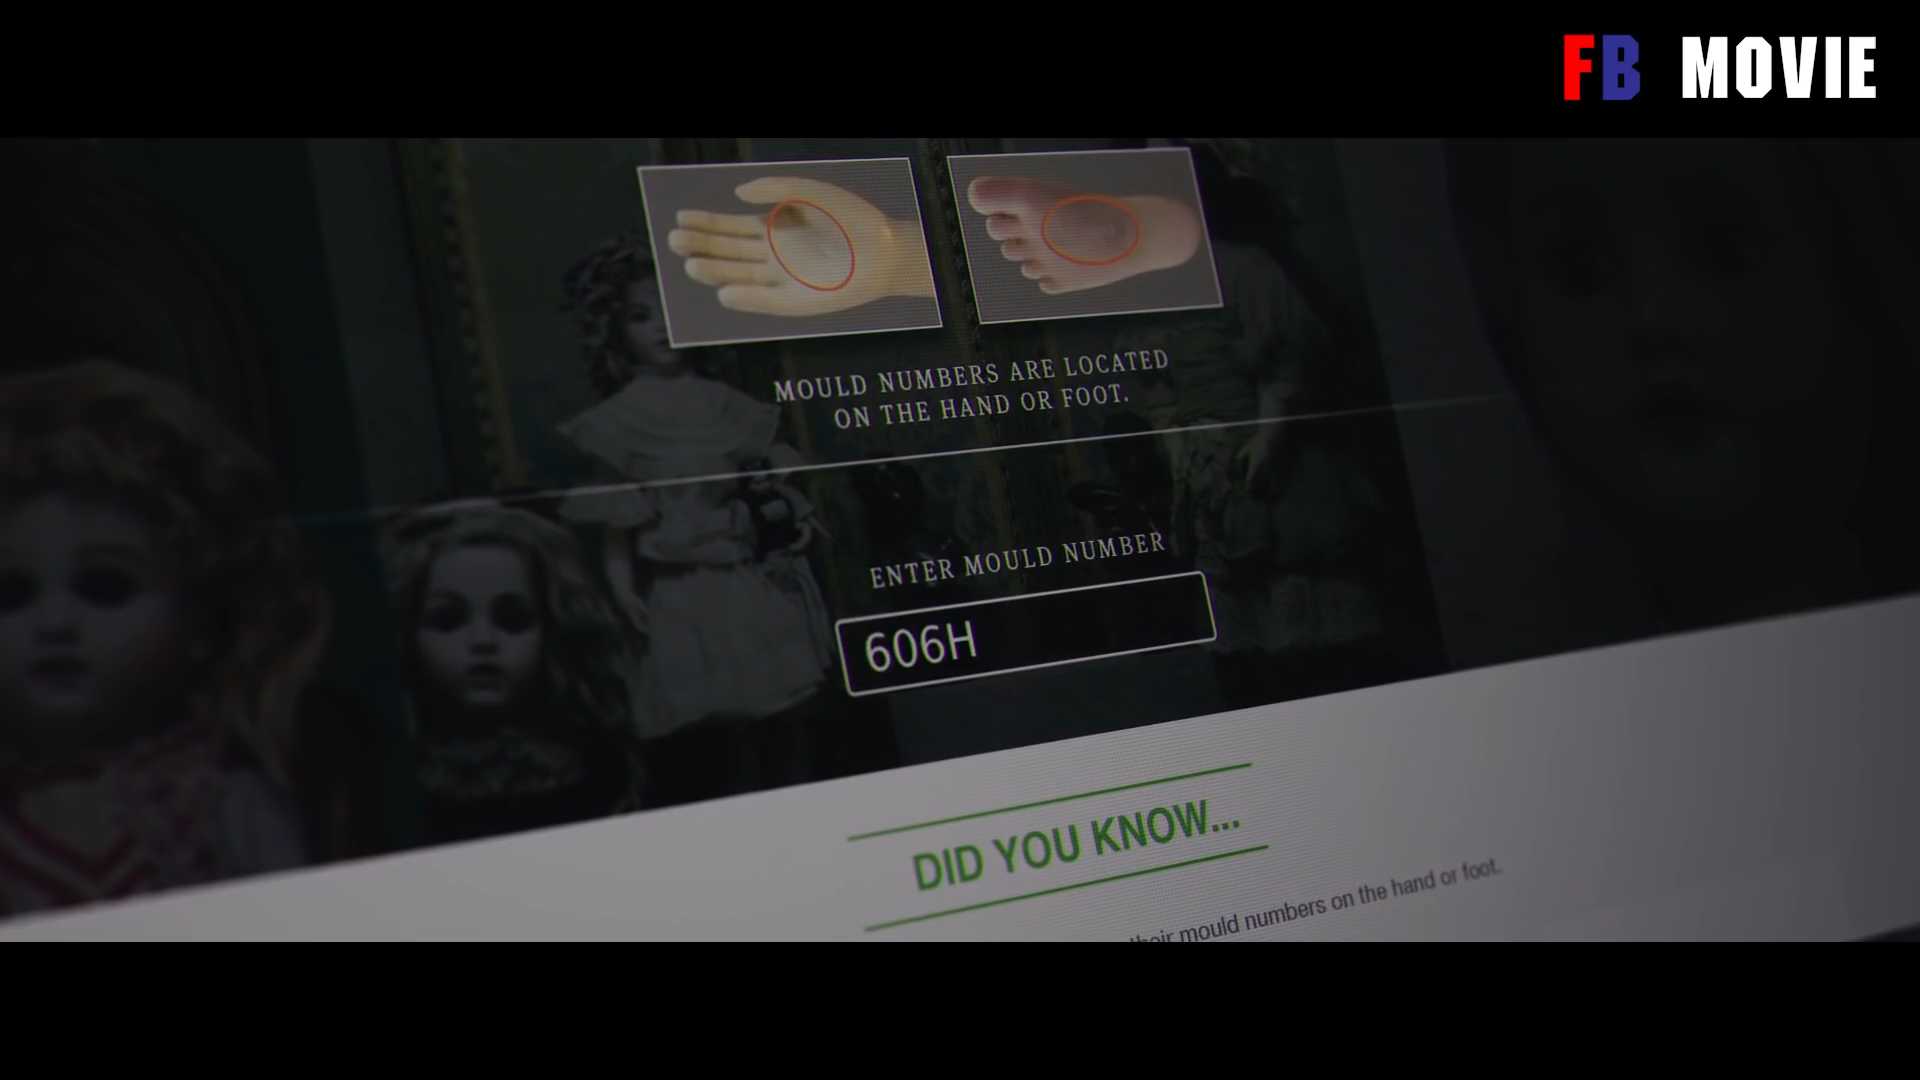 FB MOVIE
MOULD NUMBERS ARE LOCATED
ON THE HAND OR FOOT.
ENTER MOULD NUMBER
606H
DID YOU KNOW...
their mould numbers on the hand or foot.